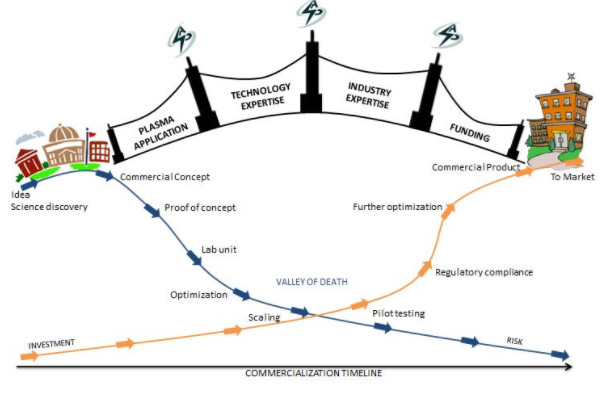 PLASMA
APPLICATION
TECHNOLOGY
EXPERTISE
INDUSTRY
EXPERTISE
FUNDING
Idea
Science discovery
Commercial Concept
Proof of concept
Lab unit
Optimization
VALLEY OF DEATH
Scaling
Pilot testing
Regulatory compliance
Further optimization
Commercial Product
To Market
INVESTMENT
RISK
COMMERCIALIZATION TIMELINE